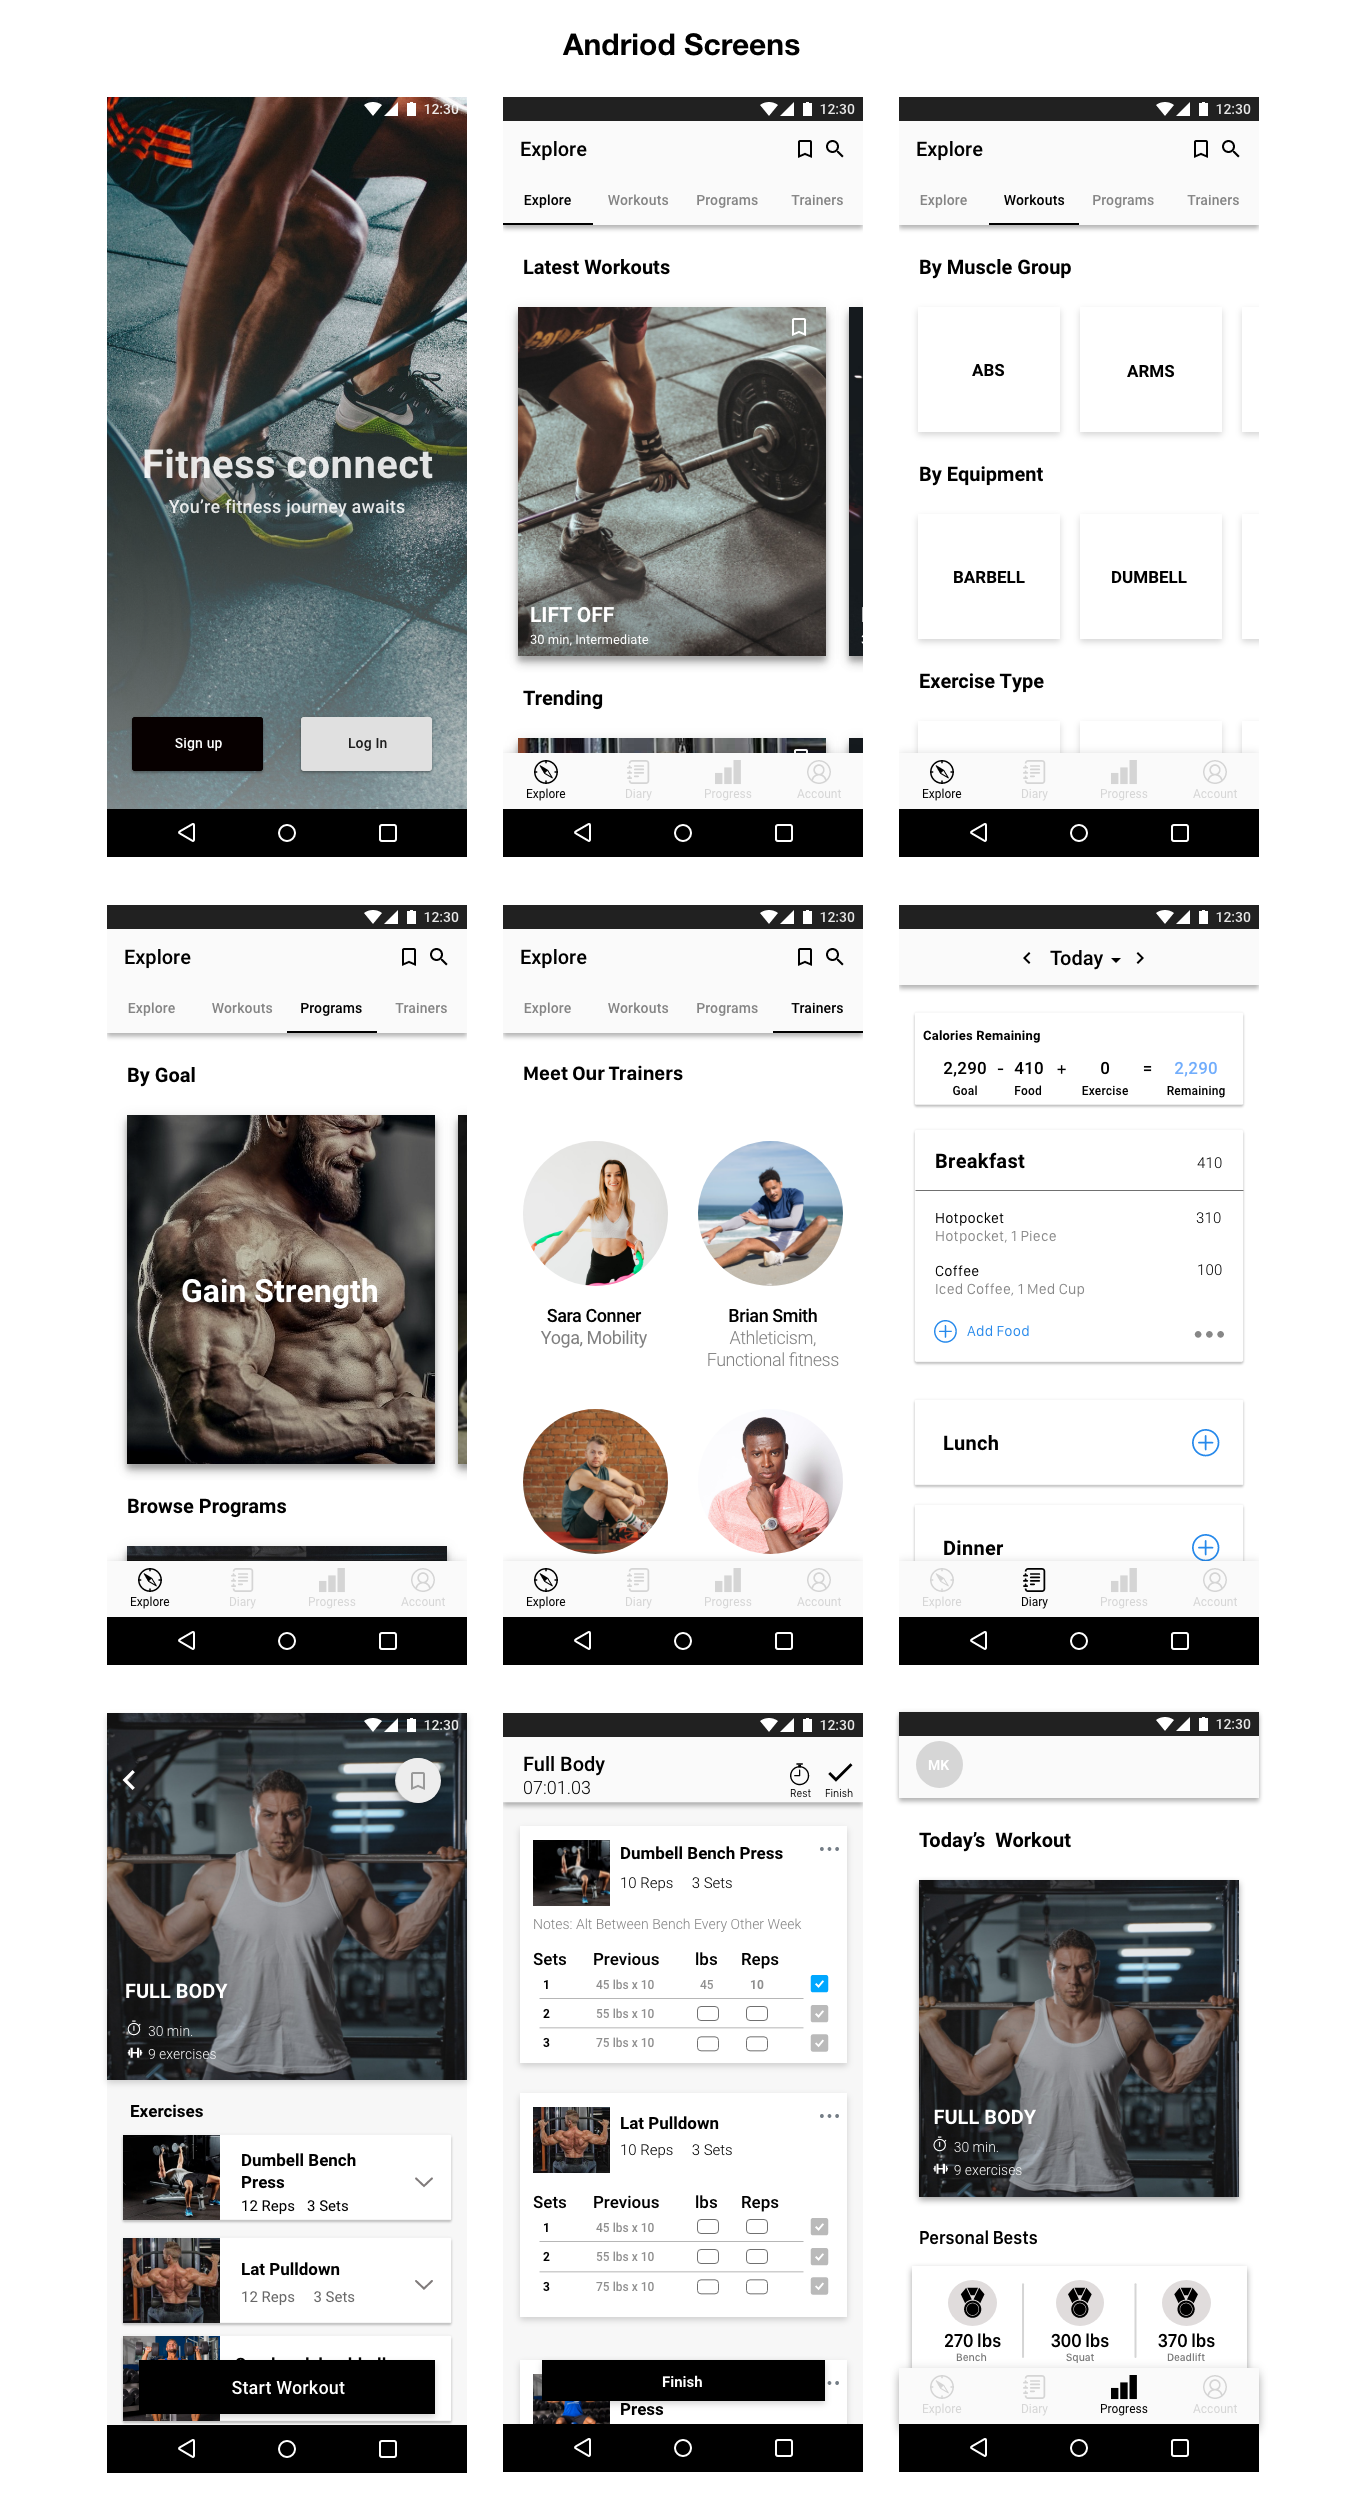 Andriod Screens
12:30
Fitness connect
You're fitness journey awaits
Sign up
Log In
12:30
Explore
Explore Workouts Programs Trainers
Latest Workouts
LIFT OFF
30 min, Intermediate
Trending
Explore Diary Progress Account
12:30
Explore
Explore Workouts Programs Trainers
By Muscle Group
ABS ARMS
By Equipment
BARBELL DUMBELL
Exercise Type
Explore Diary Progress Account
12:30
Explore
Explore Workouts Programs Trainers
By Goal
Gain Strength
Browse Programs
Explore Diary Progress Account
12:30
Explore
Explore Workouts Programs Trainers
Meet Our Trainers
Sara Conner
Yoga, Mobility
Brian Smith
Athleticism,
Functional fitness
Explore Diary Progress Account
12:30
Today
Calories Remaining
2,290 - 410 + 0 = 2,290
Goal Food Exercise Remaining
Breakfast 410
Hotpocket 310
Hotpocket, 1 Piece
Coffee 100
Iced Coffee, 1 Med Cup
Add Food
Lunch
Dinner
Explore Diary Progress Account
12:30
FULL BODY
30 min.
9 exercises
Exercises
Dumbell Bench
Press
12 Reps 3 Sets
Lat Pulldown
12 Reps 3 Sets
Start Workout
12:30
Full Body
07:01.03
Rest Finish
Dumbell Bench Press
10 Reps 3 Sets
Notes: Alt Between Bench Every Other Week
Sets Previous lbs Reps
1 45 lbs x 10 45 10
2 55 lbs x 10
3 75 lbs x 10
Lat Pulldown
10 Reps 3 Sets
Sets Previous lbs Reps
1 45 lbs x 10
2 55 lbs x 10
3 75 lbs x 10
Finish
Press
12:30
MK
Today's Workout
FULL BODY
30 min.
9 exercises
Personal Bests
270 lbs 300 lbs 370 lbs
Bench Squat Deadlift
Explore Diary Progress Account